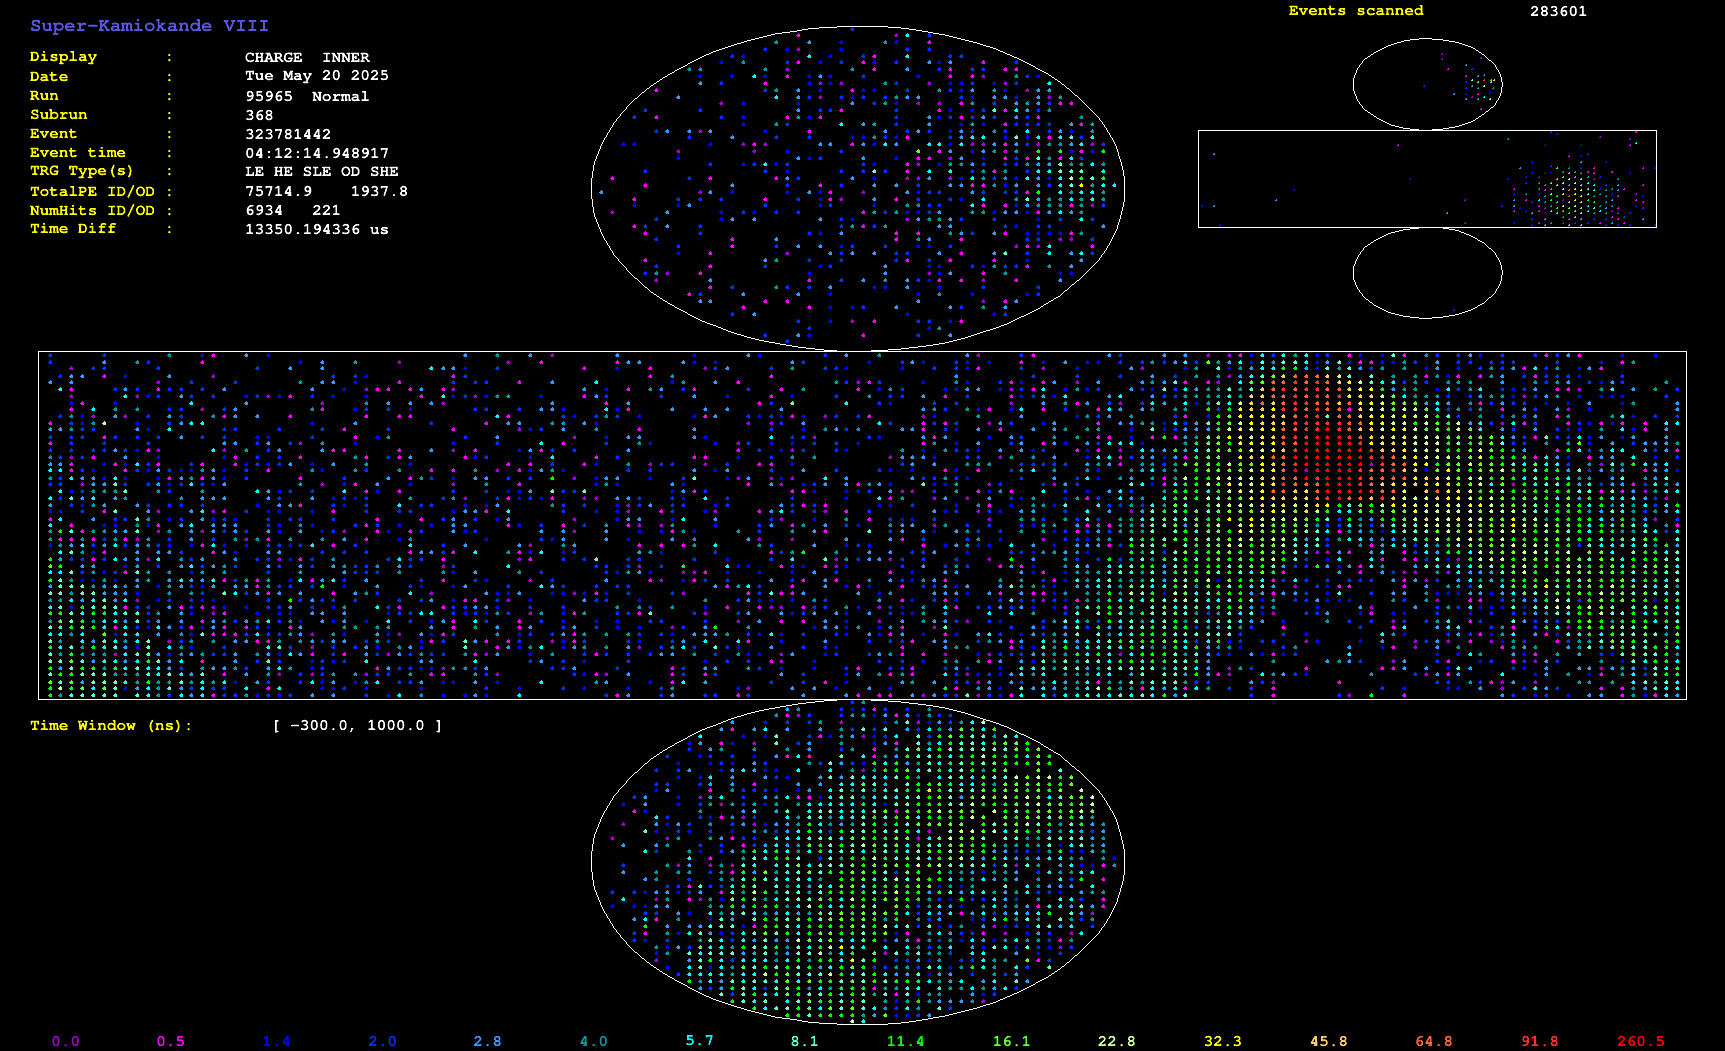 Super-Kamiokande VIII
Display : CHARGE INNER
Date : Tue May 20 2025
Run : 95965 Normal
Subrun : 368
Event : 323781442
Event time : 04:12:14.948917
TRG Type(s) : LE HE SLE OD SHE
TotalPE ID/OD : 75714.9 1937.8
NumHits ID/OD : 6934 221
Time Diff : 13350.194336 us
Events scanned 283601
Time Window (ns): [ -300.0, 1000.0 ]
0.0 0.5 1.4 2.0 2.8 4.0 5.7 8.1 11.4 16.1 22.8 32.3 45.8 64.8 91.8 260.5